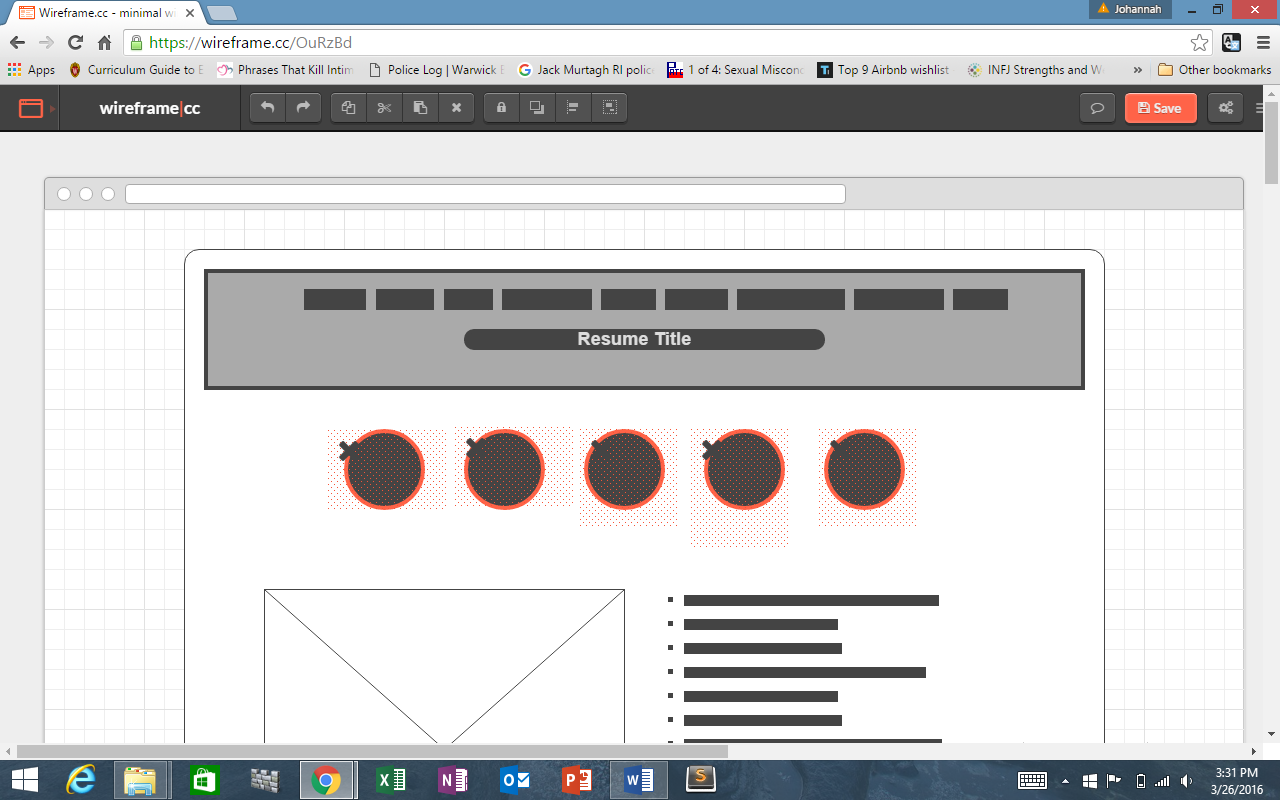 Wireframe.cc - minimal wi
Johannah
https://wireframe.cc/OuRzBd
Apps
Curriculum Guide to E
Phrases That Kill Intim
Police Log | Warwick E
Jack Murtagh RI polic
1 of 4: Sexual Miscon
Top 9 Airbnb wishlist
INFJ Strengths and W
»
Other bookmarks
wireframe|cc
Save
Resume Title
3:31 PM
3/26/2016